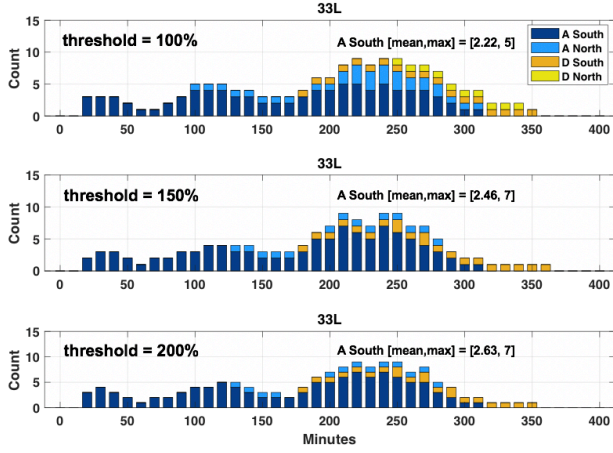 33L
15
10
5
0
Count
threshold = 100%
A South [mean,max] = [2.22, 5]
A South
A North
D South
D North
0 50 100 150 200 250 300 350 400
33L
15
10
5
0
Count
threshold = 150%
A South [mean,max] = [2.46, 7]
0 50 100 150 200 250 300 350 400
33L
15
10
5
0
Count
threshold = 200%
A South [mean,max] = [2.63, 7]
0 50 100 150 200 250 300 350 400
Minutes